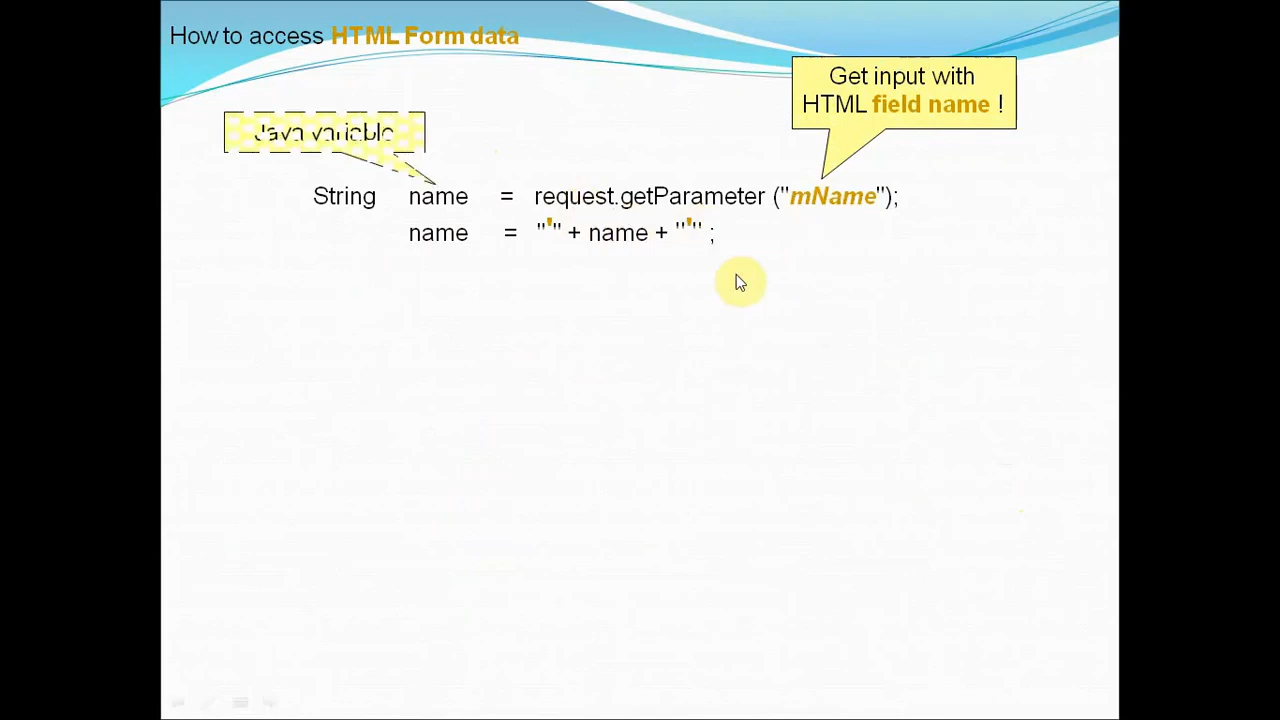 How to access HTML Form data
Get input with
HTML field name !
Java variable
String name = request.getParameter ("mName");
name = "'" + name + "'" ;